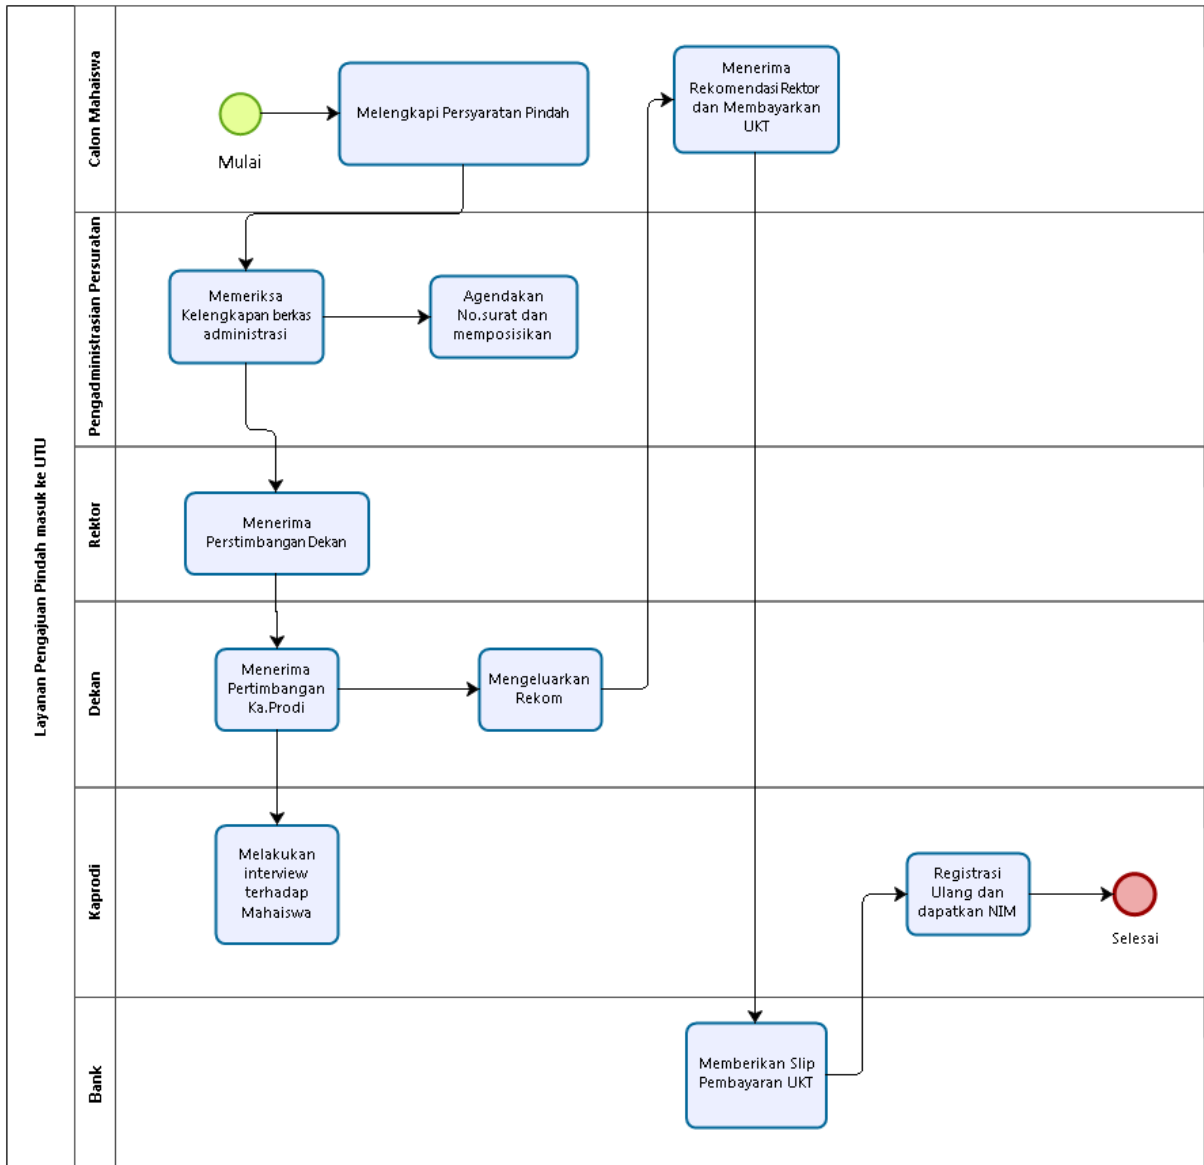 Layanan Pengajuan Pindah masuk ke UTU
Calon Mahaiswa
Mulai
Melengkapi Persyaratan Pindah
Menerima
Rekomendasi Rektor
dan Membayarkan
UKT
Pengadministrasian Persuratan
Memeriksa
Kelengkapan berkas
administrasi
Agendakan
No.surat dan
memposisikan
Rektor
Menerima
Perstimbangan Dekan
Dekan
Menerima
Pertimbangan
Ka.Prodi
Mengeluarkan
Rekom
Kaprodi
Melakukan
interview
terhadap
Mahaiswa
Registrasi
Ulang dan
dapatkan NIM
Selesai
Bank
Memberikan Slip
Pembayaran UKT